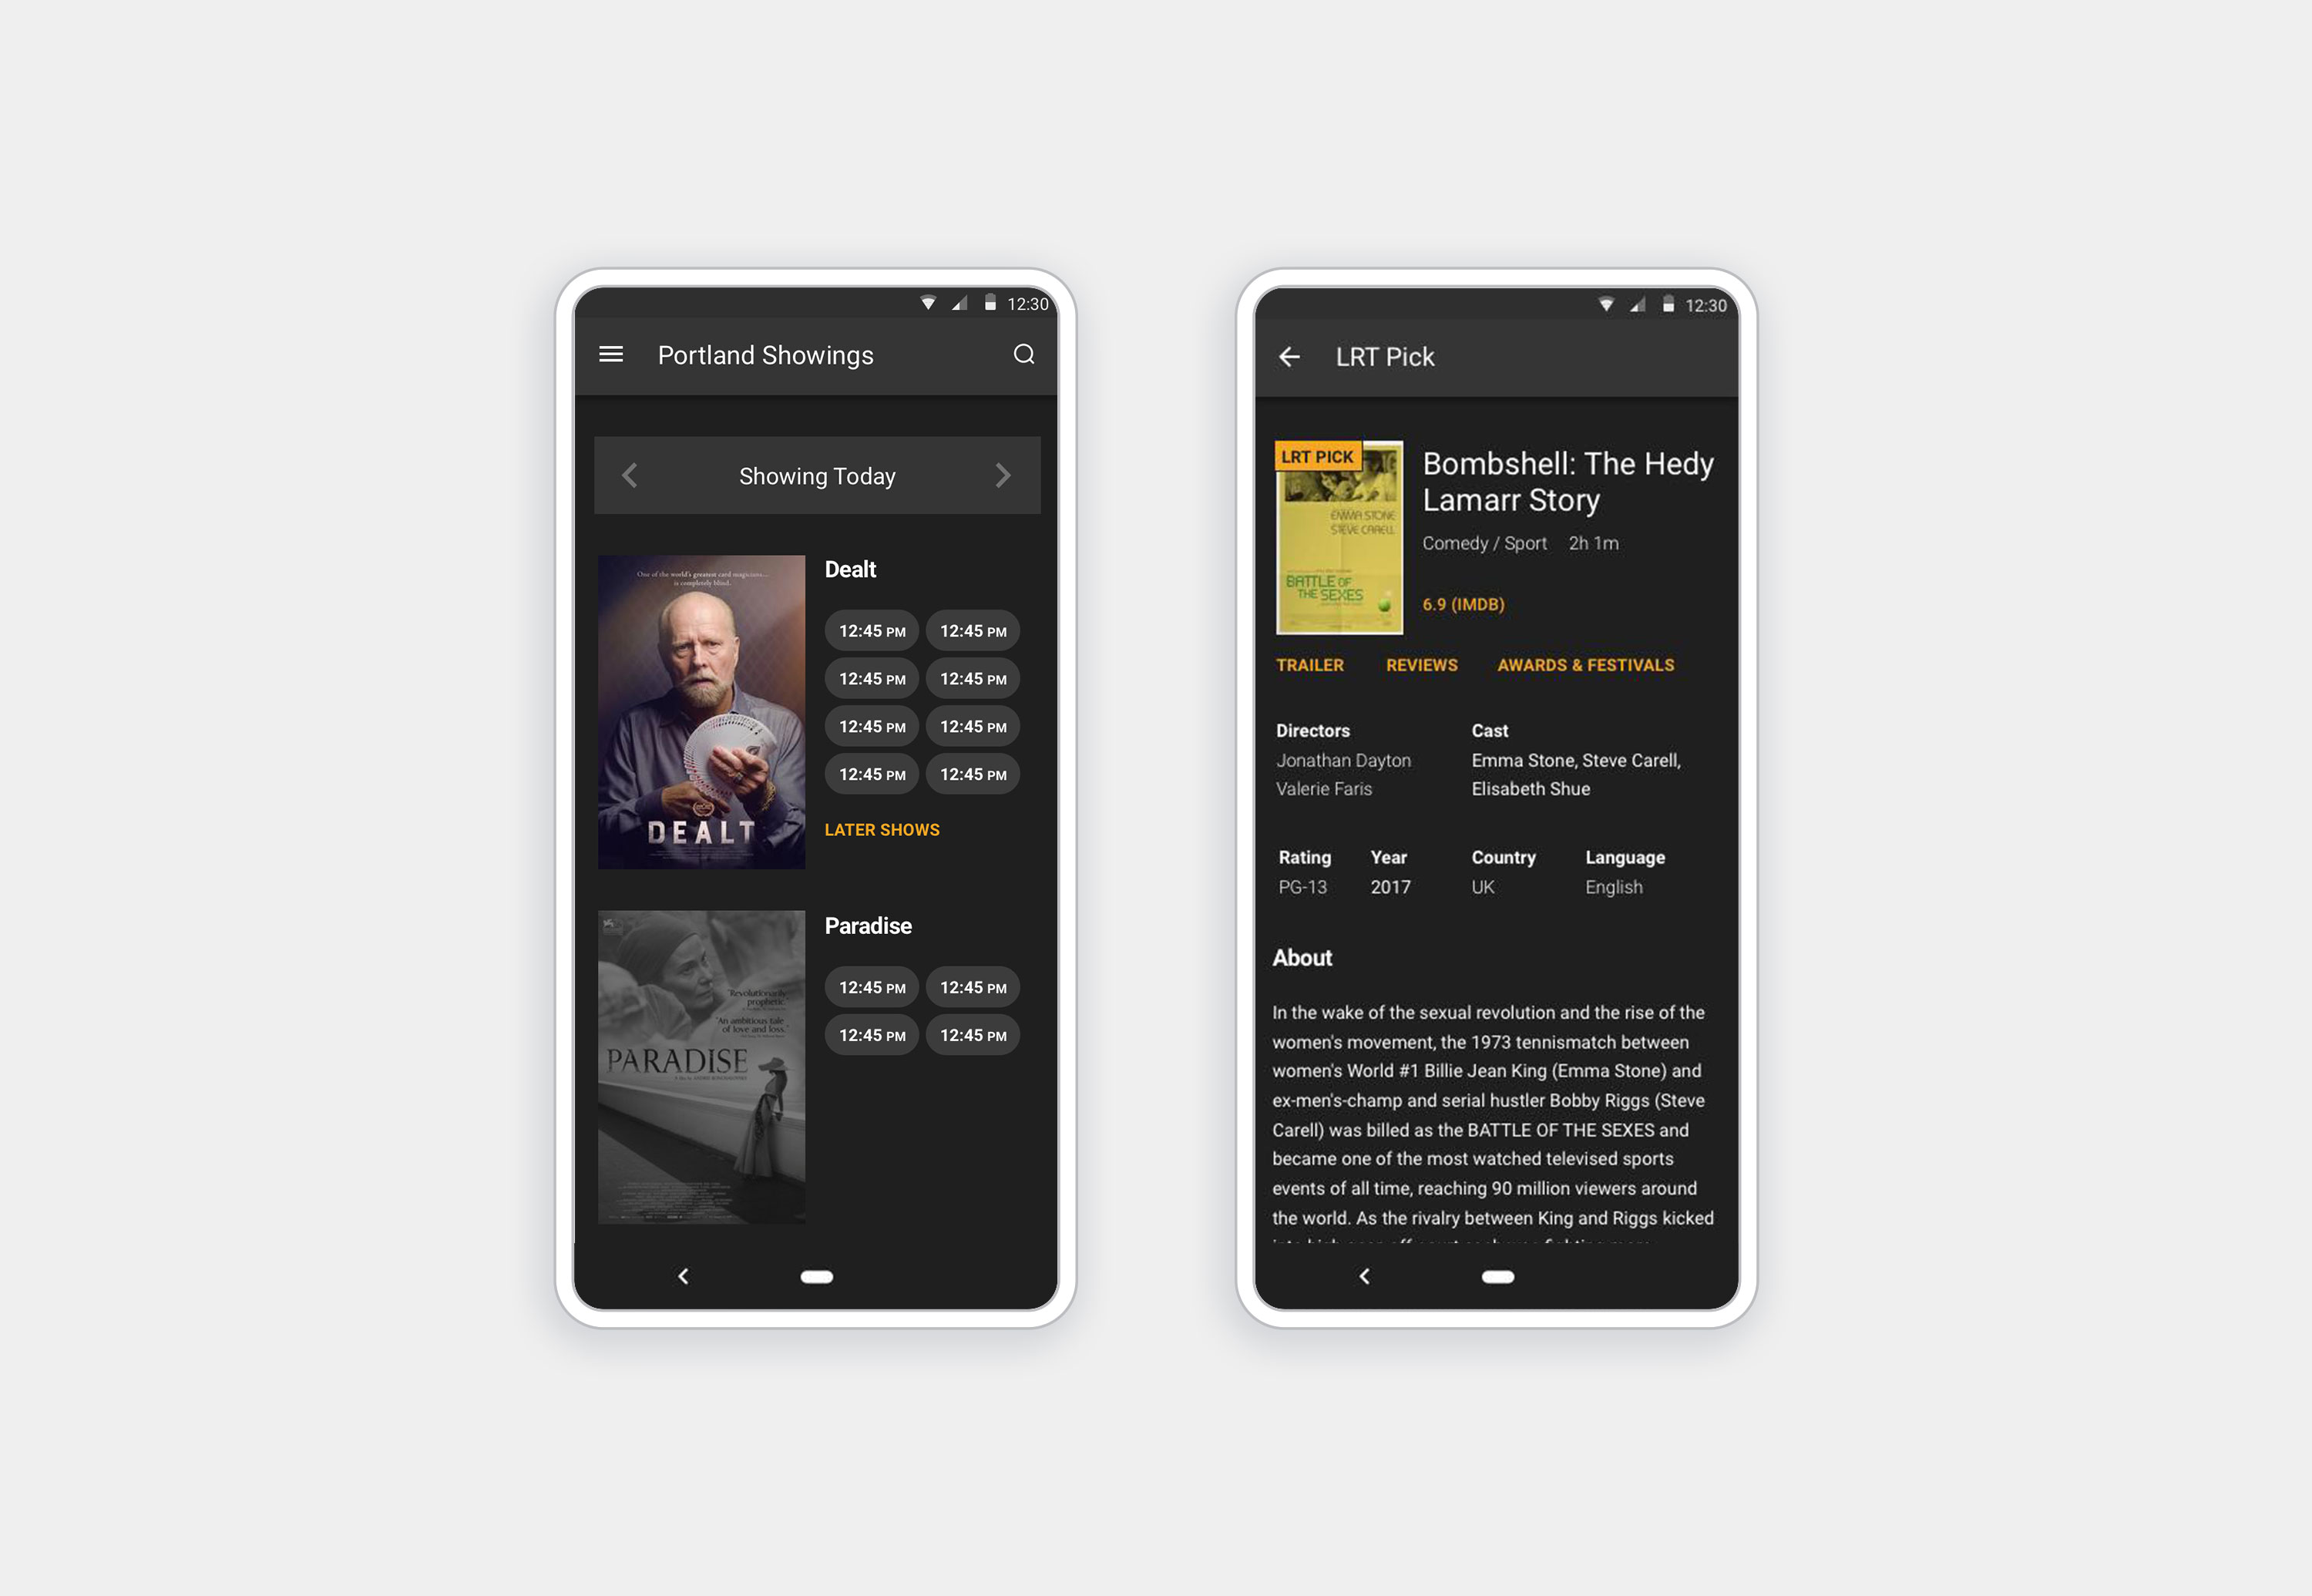 12:30
Portland Showings
Showing Today
One of the world's greatest card magicians...
is completely blind.
DEALT
Dealt
12:45 PM 12:45 PM
12:45 PM 12:45 PM
12:45 PM 12:45 PM
12:45 PM 12:45 PM
LATER SHOWS
"Revolutionarily
prophetic."
"An ambitious tale
of love and loss."
PARADISE
Paradise
12:45 PM 12:45 PM
12:45 PM 12:45 PM
12:30
LRT Pick
LRT PICK
EMMA STONE
STEVE CARELL
BATTLE OF
THE SEXES
Bombshell: The Hedy
Lamarr Story
Comedy / Sport 2h 1m
6.9 (IMDB)
TRAILER REVIEWS AWARDS & FESTIVALS
Directors
Jonathan Dayton
Valerie Faris
Cast
Emma Stone, Steve Carell,
Elisabeth Shue
Rating Year Country Language
PG-13 2017 UK English
About
In the wake of the sexual revolution and the rise of the
women's movement, the 1973 tennismatch between
women's World #1 Billie Jean King (Emma Stone) and
ex-men's-champ and serial hustler Bobby Riggs (Steve
Carell) was billed as the BATTLE OF THE SEXES and
became one of the most watched televised sports
events of all time, reaching 90 million viewers around
the world. As the rivalry between King and Riggs kicked